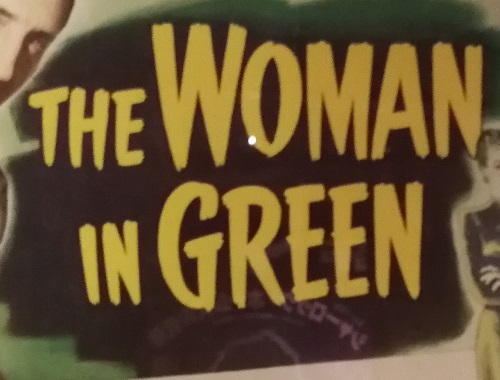 THE WOMAN
IN GREEN